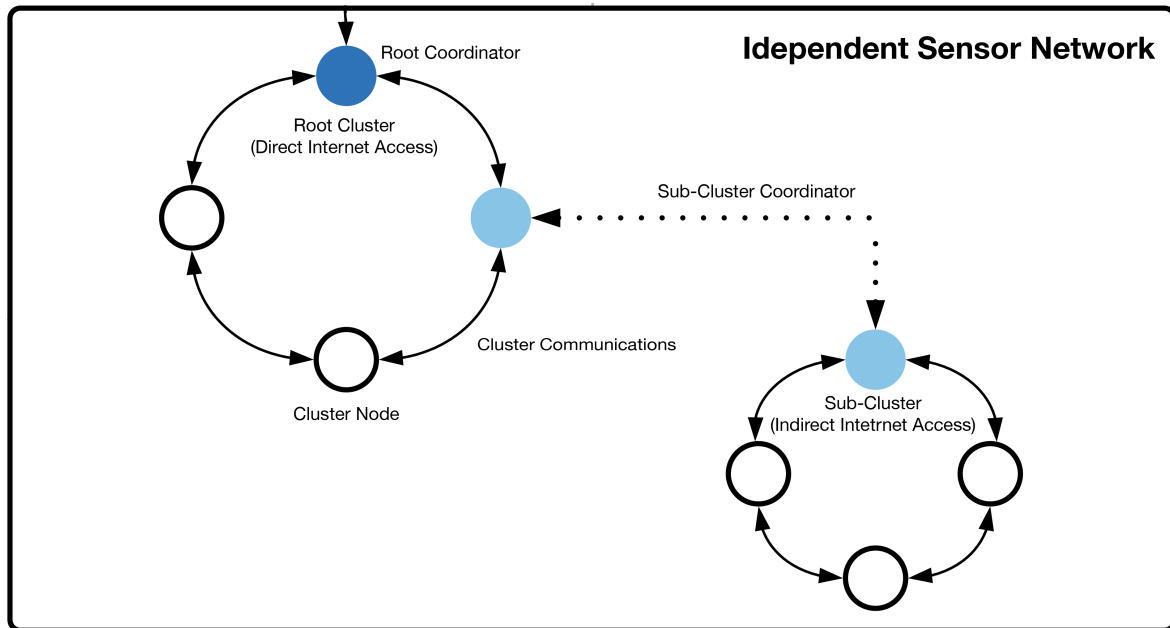 Idependent Sensor Network
Root Coordinator
Root Cluster
(Direct Internet Access)
Sub-Cluster Coordinator
Cluster Communications
Cluster Node
Sub-Cluster
(Indirect Intetrnet Access)